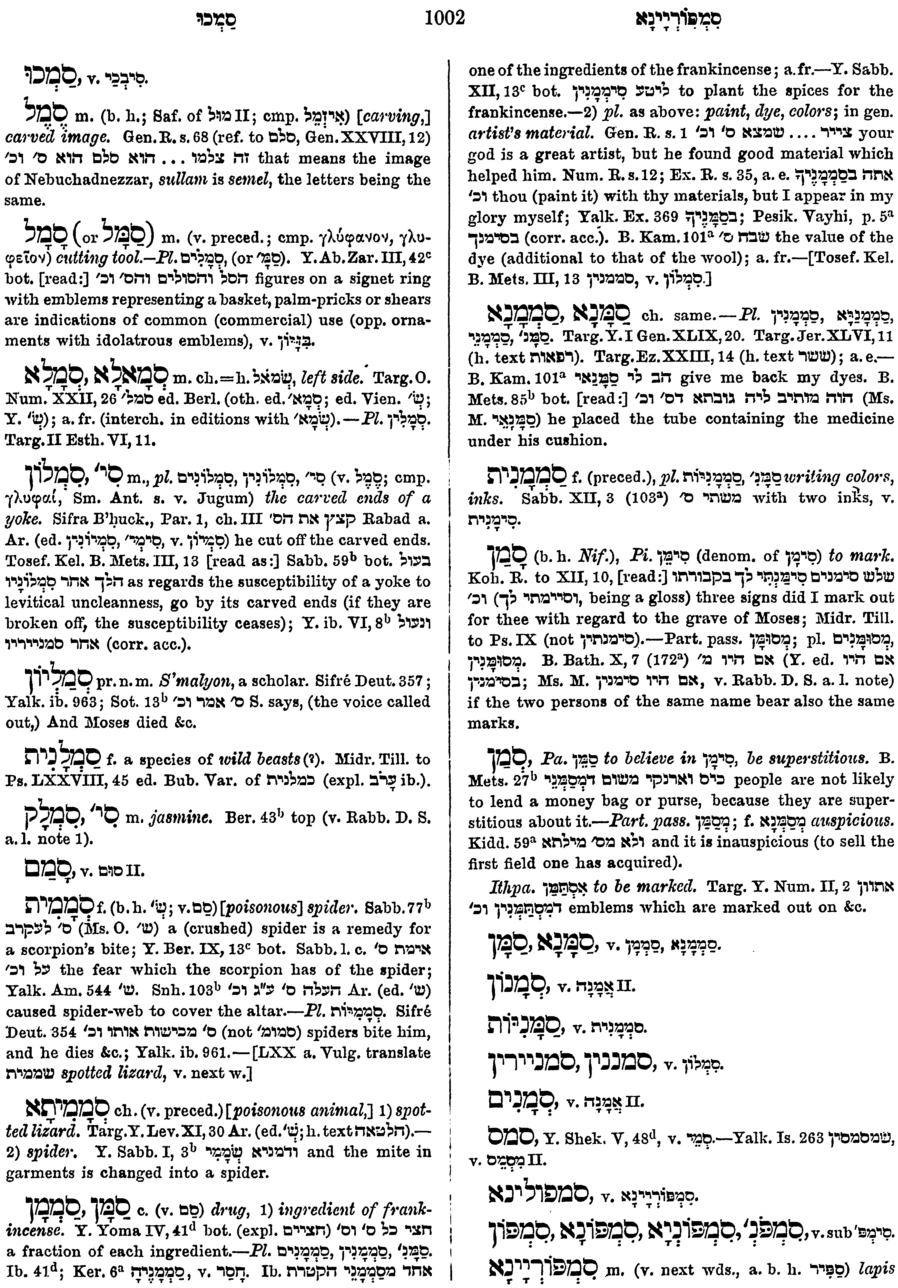 סִמְפּוֹרְיָינָא 1002 סַמְכוּ
סַמְכוּ, v. סִיבְכֵי.
סֶמֶל m. (b. h.; Saf. of מול II; cmp. אִיזְמֵל) [carving,]
carved image. Gen. R. s. 68 (ref. to סלם, Gen. XXVIII, 12)
זה צלמו ... הוא סלם הוא ס' וכ' that means the image
of Nebuchadnezzar, sullam is semel, the letters being the
same.
סַמָּל (or סַמָּל) m. (v. preced.; cmp. γλύφανον, γλυ-
φεῖον) cutting tool.—Pl. סַמָּלִים, (or סַמָּ'). Y. Ab. Zar. III, 42c
bot. [read:] הסל והסולים והס' וכ' figures on a signet ring
with emblems representing a basket, palm-pricks or shears
are indications of common (commercial) use (opp. orna-
ments with idolatrous emblems), v. בִּזָּיוֹן.
סְמָאלָא, סְמָלָא m. ch.=h. שְׂמֹאל, left side. Targ. O.
Num. XXII, 26 סמל' ed. Berl. (oth. ed. סְמָא'; ed. Vien. שְׂ';
Y. שְׂ'); a. fr. (interch. in editions with שְׂמָא').—Pl. סְמָלִין.
Targ. II Esth. VI, 11.
סִמְלוֹן, סִי' m., pl. סִמְלוֹנִין, סִמְלוֹנִים, סִי' (v. סֶמֶל; cmp.
γλυφαί, Sm. Ant. s. v. Jugum) the carved ends of a
yoke. Sifra B'ḥuck., Par. 1, ch. III קצץ את הס' Rabad a.
Ar. (ed. סִמְיוֹנִין, סִימְיֹ', v. סִמְיוֹן) he cut off the carved ends.
Tosef. Kel. B. Mets. III, 13 [read as:] Sabb. 59b bot. בעול
הלך אחר סִמְלוֹנָיו as regards the susceptibility of a yoke to
levitical uncleanness, go by its carved ends (if they are
broken off, the susceptibility ceases); Y. ib. VI, 8b ונעול
אחר סמנייריו (corr. acc.).
סְמַלְיוֹן pr. n. m. S'malyon, a scholar. Sifré Deut. 357;
Yalk. ib. 963; Sot. 13b ס' אמר וכ' S. says, (the voice called
out,) And Moses died &c.
סַמְלָנִית f. a species of wild beasts (?). Midr. Till. to
Ps. LXXVIII, 45 ed. Bub. Var. of כמלנית (expl. עָרֹב ib.).
סִמְלָק, סִי' m. jasmine. Ber. 43b top (v. Rabb. D. S.
a. l. note 1).
סָמַם, v. סום II.
סְמָמִית f. (b. h. שְׂ'; v. סַם) [poisonous] spider. Sabb. 77b
ס' לעקרב (Ms. O. ש') a (crushed) spider is a remedy for
a scorpion's bite; Y. Ber. IX, 13c bot. Sabb. l. c. אימת ס'
על וכ' the fear which the scorpion has of the spider;
Yalk. Am. 544 ש'. Snh. 103b העלה ס' ע"ג וכ' Ar. (ed. ש')
caused spider-web to cover the altar.—Pl. סְמָמִיּוֹת. Sifré
Deut. 354 ס' מכישות אותו וכ' (not סמומ') spiders bite him,
and he dies &c.; Yalk. ib. 961.—[LXX a. Vulg. translate
שממית spotted lizard, v. next w.]
סְמָמִיתָא ch. (v. preced.) [poisonous animal,] 1) spot-
ted lizard. Targ. Y. Lev. XI, 30 Ar. (ed. שְׂ'; h. text הלטאה).—
2) spider. Y. Sabb. I, 3b ודמניא שְׂמָמִי and the mite in
garments is changed into a spider.
סַמְמָן, סַמָּן c. (v. סַם) drug, 1) ingredient of frank-
incense. Y. Yoma IV, 41d bot. (expl. חציים) חצי כל ס' וס'
a fraction of each ingredient.—Pl. סַמְמָנִים, סַמְמָנִין, סַמָּנִ'.
Ib. 41d; Ker. 6a סַמְמָנֶיהָ, v. חָסֵר. Ib. אחד מסַמְמָנֵי הקטרת
one of the ingredients of the frankincense; a. fr.—Y. Sabb.
XII, 13c bot. ליטע סִימְמָנִין to plant the spices for the
frankincense.—2) pl. as above: paint, dye, colors; in gen.
artist's material. Gen. R. s. 1 צייר .... שמצא ס' וכ' your
god is a great artist, but he found good material which
helped him. Num. R. s. 12; Ex. R. s. 35, a. e. אתה בסַמְמָנֶיךָ
וכ' thou (paint it) with thy materials, but I appear in my
glory myself; Yalk. Ex. 369 בסַמָּנֶיךָ; Pesik. Vayhi, p. 5a
בסימנך (corr. acc.). B. Kam. 101a שבח ס' the value of the
dye (additional to that of the wool); a. fr.—[Tosef. Kel.
B. Mets. III, 13 סממנין, v. סִמְלוֹן.]
סַמְמָנָא, סַמָּנָא ch. same.—Pl. סַמְמָנַיָּא, סַמְמָנִין,
סַמְמָנֵי, סַמָּנִ'. Targ. Y. I Gen. XLIX, 20. Targ. Jer. XLVI, 11
(h. text רפאות). Targ. Ez. XXIII, 14 (h. text ששר); a. e.—
B. Kam. 101a הב לי סַמָּנַאי give me back my dyes. B.
Mets. 85b bot. [read:] הוה מותיב ליה גובתא דס' וכ' (Ms.
M. סַמָּנַאֵי) he placed the tube containing the medicine
under his cushion.
סַמְמָנִית f. (preced.), pl. סַמְמָנִיּוֹת, סַמָּנִ' writing colors,
inks. Sabb. XII, 3 (103a) משתי ס' with two inks, v.
סִימָנִית.
סָמַן (b. h. Nif.), Pi. סִימֵּן (denom. of סִימָן) to mark.
Koh. R. to XII, 10, [read:] שלש סימנים סִימַּנְתִּי לך בקבורתו
וכ' (וסיימתי לך, being a gloss) three signs did I mark out
for thee with regard to the grave of Moses; Midr. Till.
to Ps. IX (not סימנתין).—Part. pass. מְסוּמָּן; pl. מְסוּמָּנִים,
מְסוּמָּנִין. B. Bath. X, 7 (172a) אם היו מ' (Y. ed. אם היו
בסימנין; Ms. M. אם היו סימנין, v. Rabb. D. S. a. l. note)
if the two persons of the same name bear also the same
marks.
סְמַן, Pa. סַמֵּן to believe in סִימָן, be superstitious. B.
Mets. 27b כיס וארנקי משום דמְסַמְּנֵי people are not likely
to lend a money bag or purse, because they are super-
stitious about it.—Part. pass. מְסַמַּן; f. מְסַמְּנָא auspicious.
Kidd. 59a ולא מס' מילתא and it is inauspicious (to sell the
first field one has acquired).
Ithpa. אִסְתַּמַּן to be marked. Targ. Y. Num. II, 2 אתוון
דמִסְתַּמְּנִין וכ' emblems which are marked out on &c.
סַמָּן, סַמָּנָא, v. סַמְמָן, סַמְמָנָא.
סְמָנוֹן, v. אֲמָנָה II.
סַמָּנִיּוֹת, v. סממנית.
סמנייריו, סמננין, v. סִמְלוֹן.
סְמָנִים, v. אֲמָנָה II.
סמס, Y. Shek. V, 48d, v. סְמֵי.—Yalk. Is. 263 שמסמסין,
v. מַסְמֵס II.
סמפולינא, v. סִמְפּוֹרְיָינָא.
סִמְפּוֹן, סִמְפּוֹנָא, סִמְפּוֹנְיָא, סִמְפֹּנְ', v. sub סִימפּ'.
סִמְפּוֹרְיָינָא m. (v. next wds., a. b. h. סַפִּיר) lapis